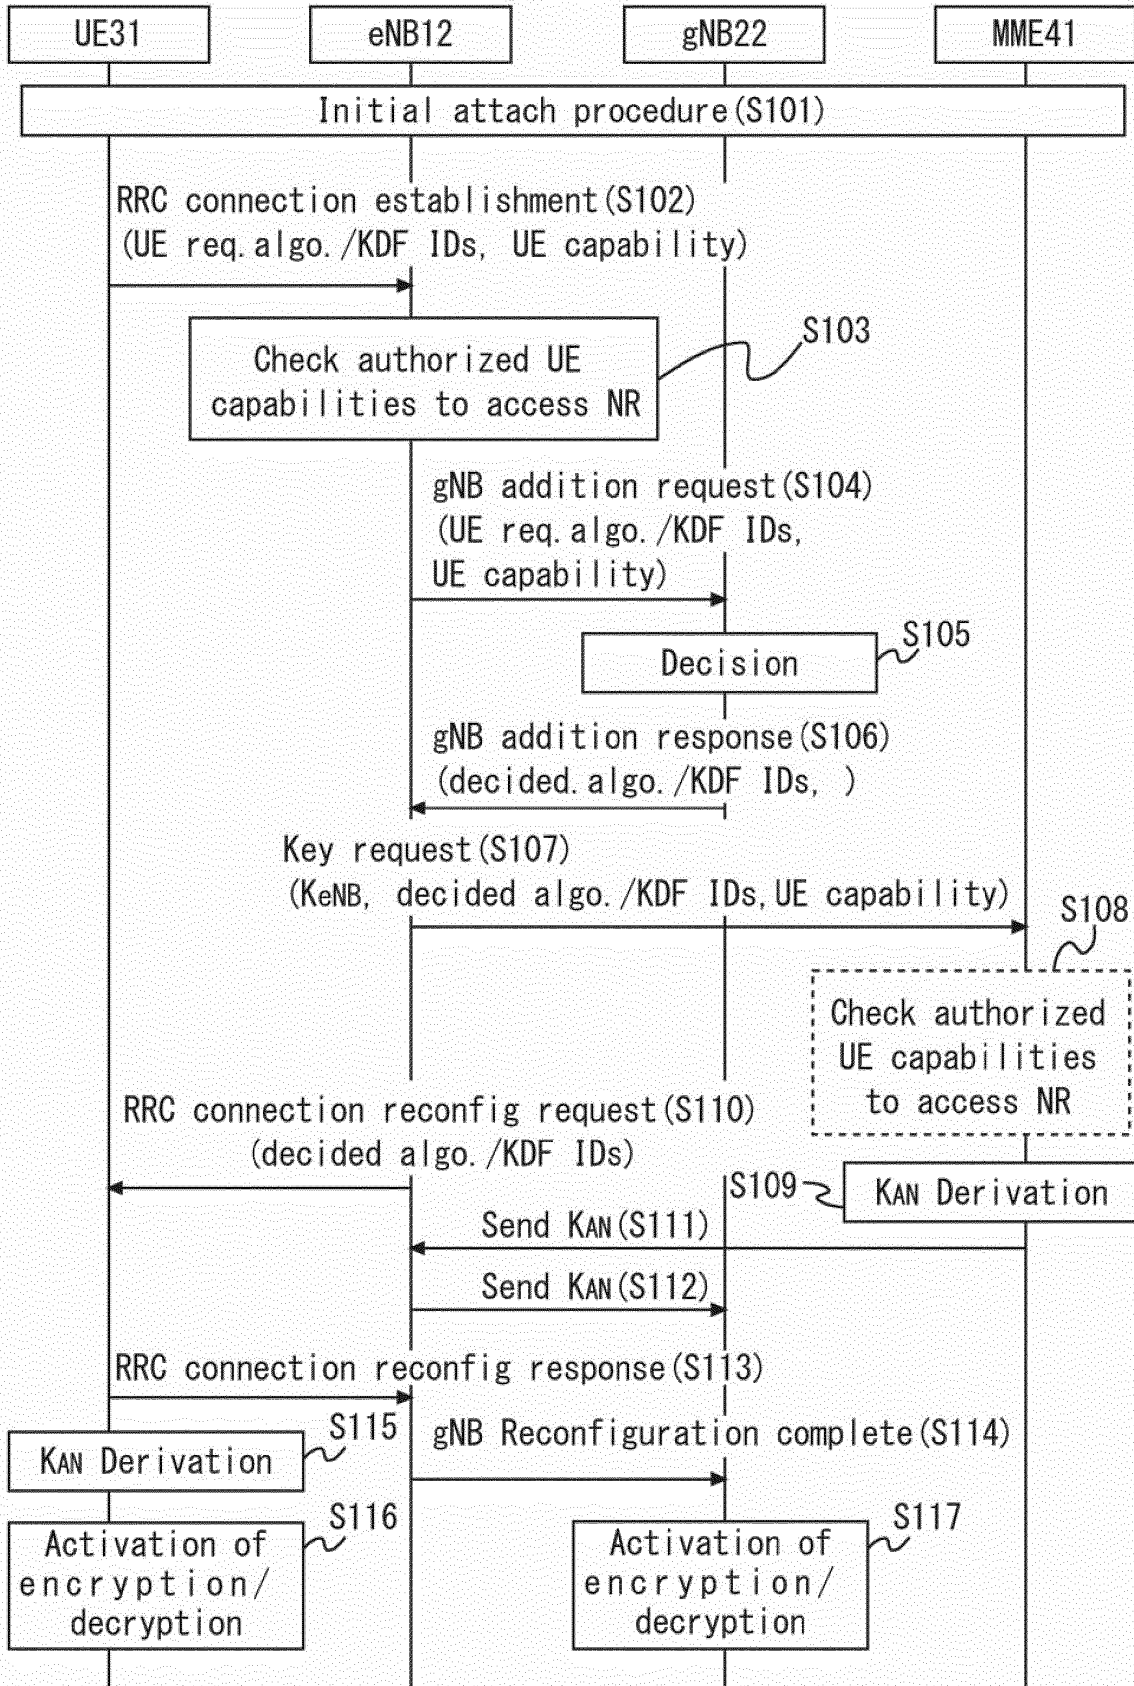 UE31
eNB12
gNB22
MME41
Initial attach procedure(S101)
RRC connection establishment(S102)
(UE req.algo./KDF IDs, UE capability)
S103
Check authorized UE
capabilities to access NR
gNB addition request(S104)
(UE req.algo./KDF IDs,
UE capability)
S105
Decision
gNB addition response(S106)
(decided.algo./KDF IDs, )
Key request(S107)
(KeNB, decided algo./KDF IDs,UE capability)
S108
Check authorized
UE capabilities
to access NR
RRC connection reconfig request(S110)
(decided algo./KDF IDs)
S109
KAN Derivation
Send KAN(S111)
Send KAN(S112)
RRC connection reconfig response(S113)
S115
gNB Reconfiguration complete(S114)
KAN Derivation
S116
S117
Activation of
encryption/
decryption
Activation of
encryption/
decryption